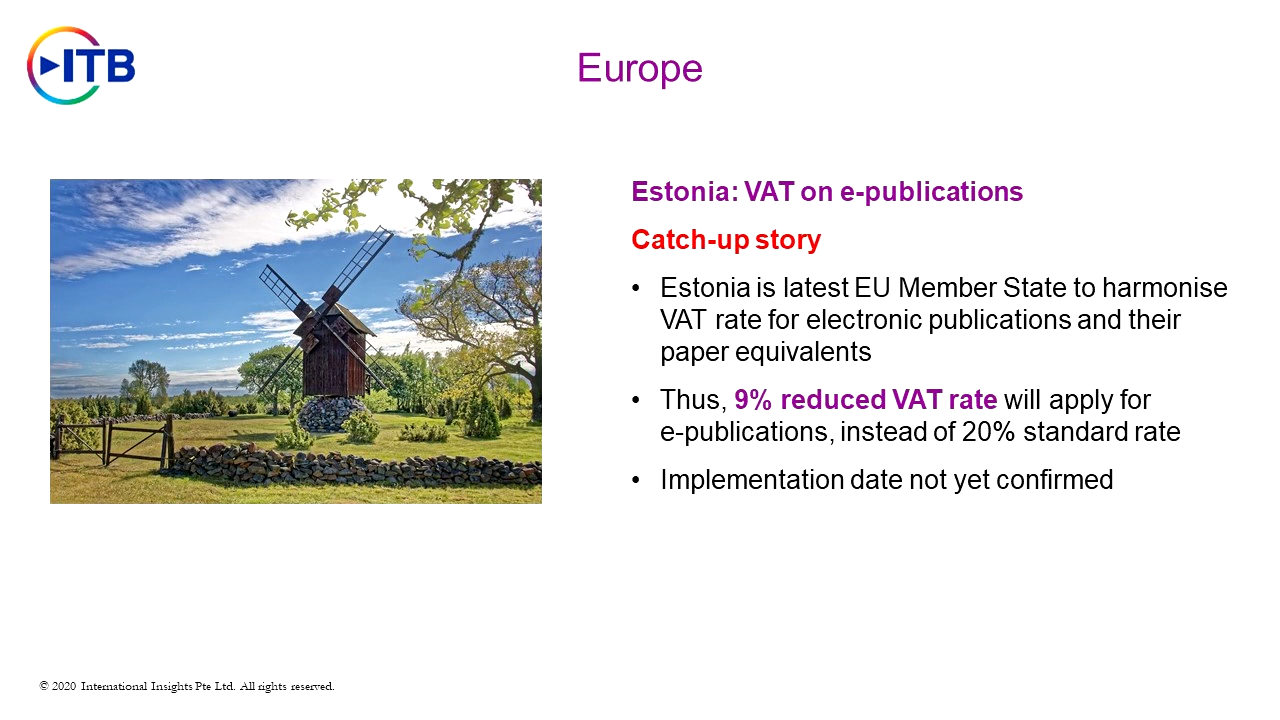 ITB
Europe
Estonia: VAT on e-publications
Catch-up story
• Estonia is latest EU Member State to harmonise
VAT rate for electronic publications and their
paper equivalents
• Thus, 9% reduced VAT rate will apply for
e-publications, instead of 20% standard rate
• Implementation date not yet confirmed
© 2020 International Insights Pte Ltd. All rights reserved.